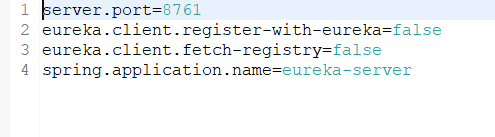 1 server.port=8761
2 eureka.client.register-with-eureka=false
3 eureka.client.fetch-registry=false
4 spring.application.name=eureka-server